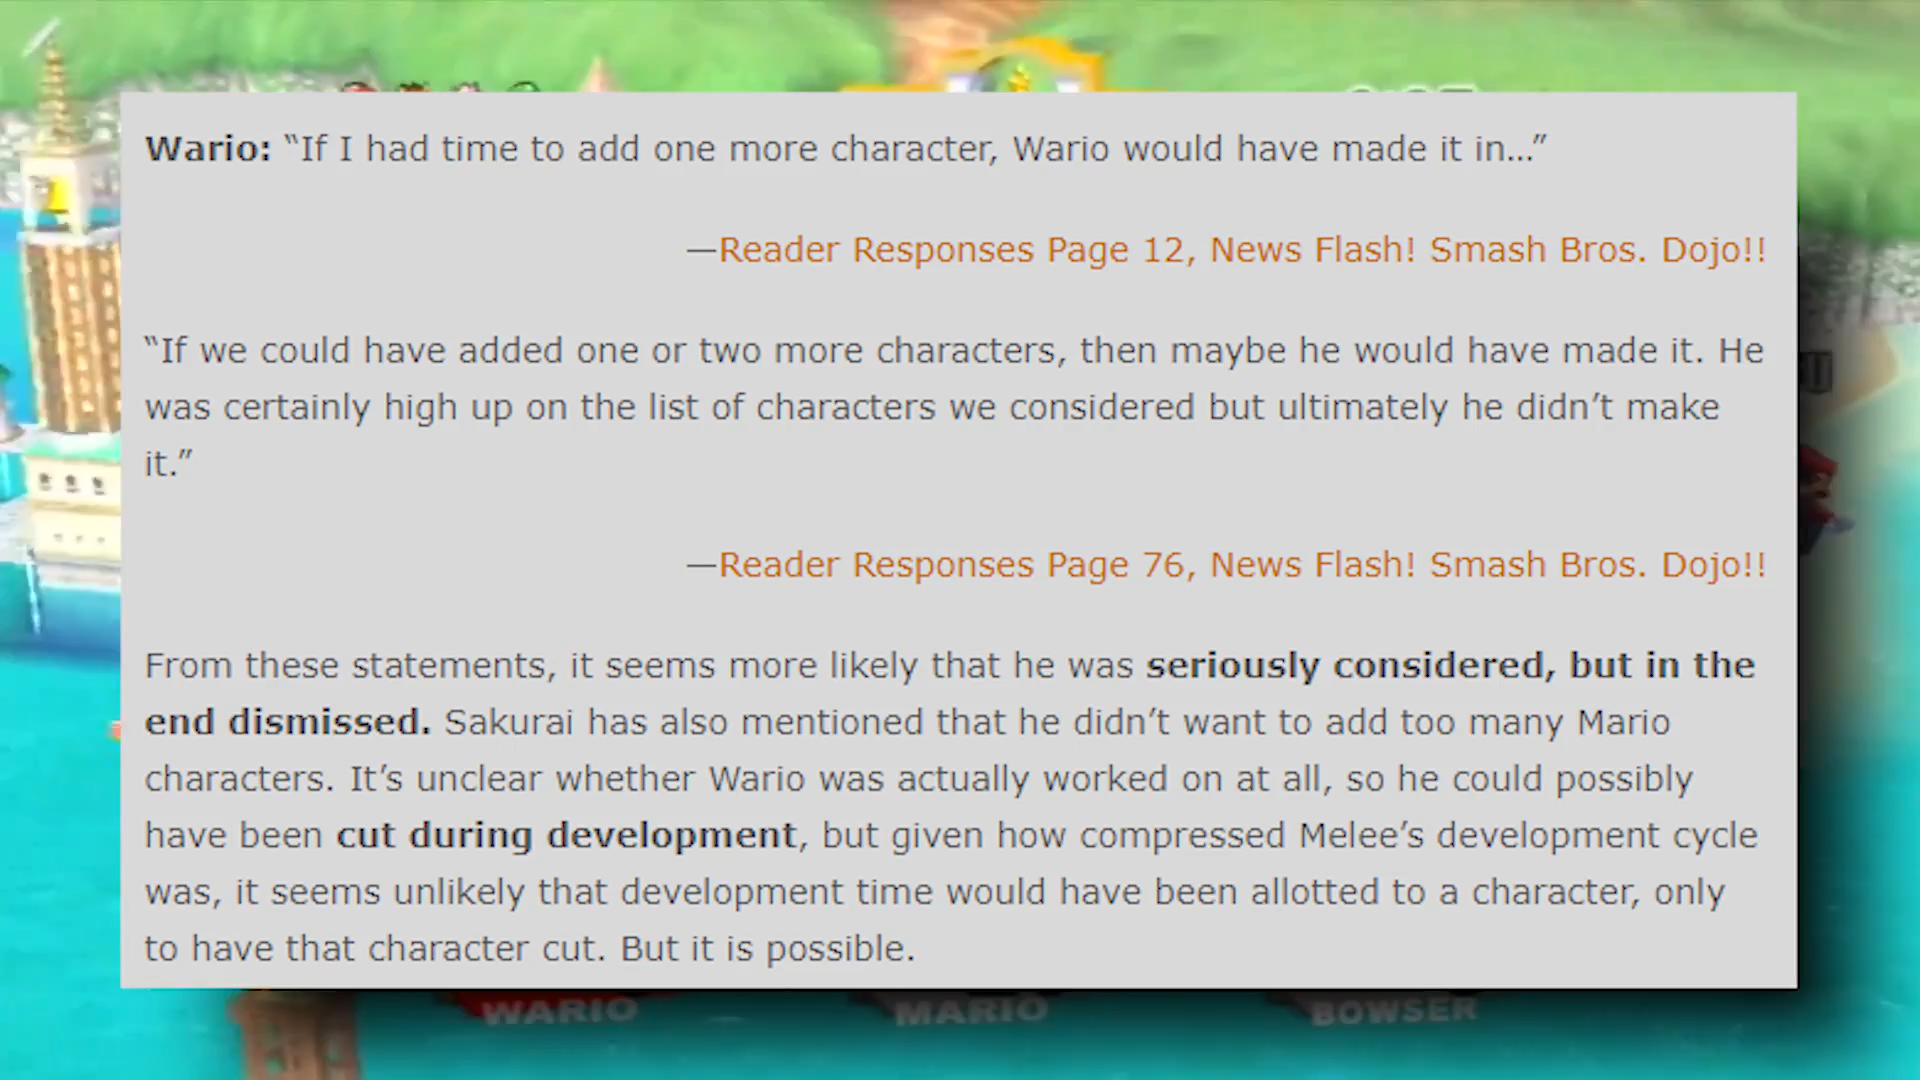 Wario: “If I had time to add one more character, Wario would have made it in...”
—Reader Responses Page 12, News Flash! Smash Bros. Dojo!!
“If we could have added one or two more characters, then maybe he would have made it. He
was certainly high up on the list of characters we considered but ultimately he didn’t make
it.”
—Reader Responses Page 76, News Flash! Smash Bros. Dojo!!
From these statements, it seems more likely that he was seriously considered, but in the
end dismissed. Sakurai has also mentioned that he didn’t want to add too many Mario
characters. It’s unclear whether Wario was actually worked on at all, so he could possibly
have been cut during development, but given how compressed Melee’s development cycle
was, it seems unlikely that development time would have been allotted to a character, only
to have that character cut. But it is possible.
WARIO MARIO BOWSER